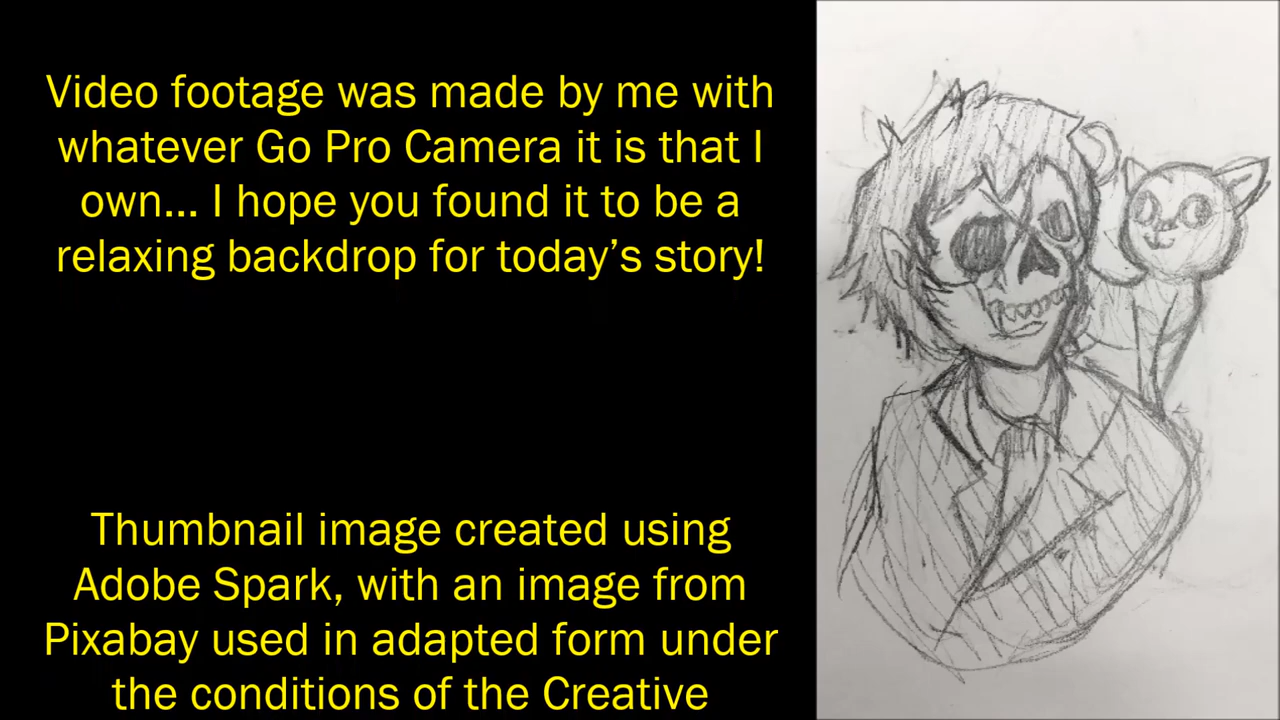 Video footage was made by me with
whatever Go Pro Camera it is that I
own... I hope you found it to be a
relaxing backdrop for today’s story!
Thumbnail image created using
Adobe Spark, with an image from
Pixabay used in adapted form under
the conditions of the Creative